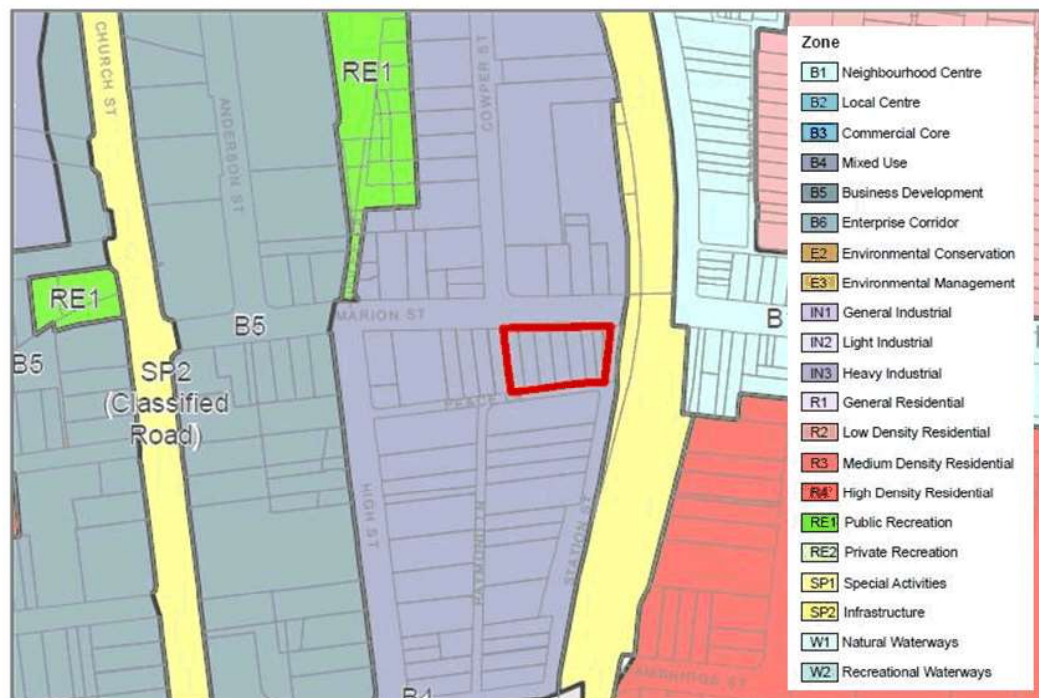 CHURCH ST
ANDERSON ST
RE1
COWPER ST
RE1
B5
MARION ST
B
B5
SP2
(Classified
Road)
PEACE
HIGH ST
RAYMOND LN
STATION ST
B4
Zone
B1 Neighbourhood Centre
B2 Local Centre
B3 Commercial Core
B4 Mixed Use
B5 Business Development
B6 Enterprise Corridor
E2 Environmental Conservation
E3 Environmental Management
IN1 General Industrial
IN2 Light Industrial
IN3 Heavy Industrial
R1 General Residential
R2 Low Density Residential
R3 Medium Density Residential
R4 High Density Residential
RE1 Public Recreation
RE2 Private Recreation
SP1 Special Activities
SP2 Infrastructure
W1 Natural Waterways
W2 Recreational Waterways